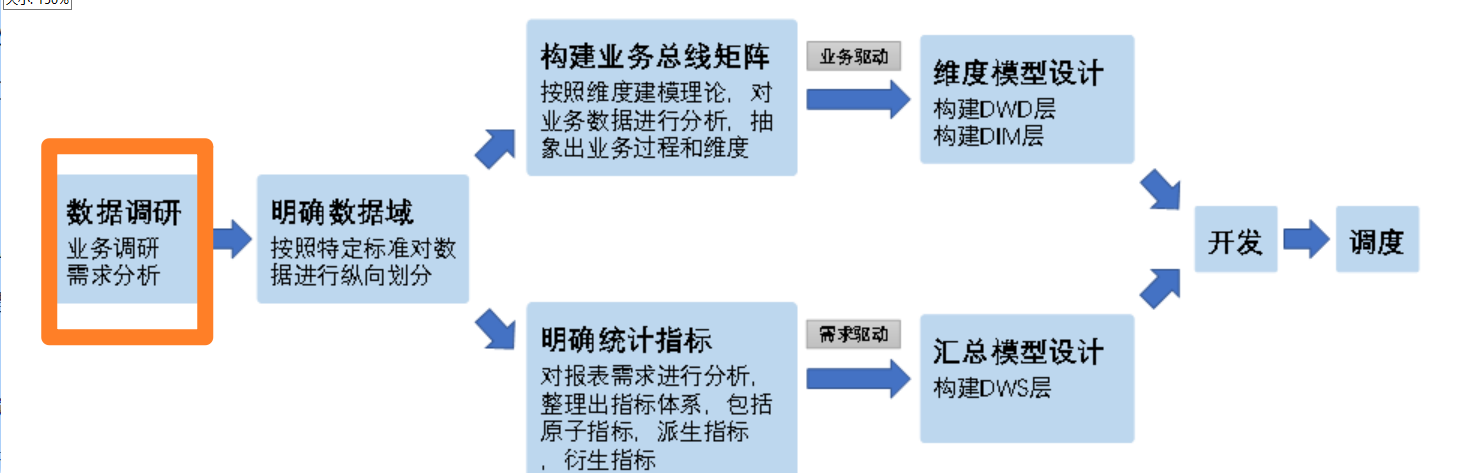 大小: 150%
数据调研
业务调研
需求分析
明确数据域
按照特定标准对数
据进行纵向划分
构建业务总线矩阵
按照维度建模理论, 对
业务数据进行分析, 抽
象出业务过程和维度
业务驱动
维度模型设计
构建DWD层
构建DIM层
明确统计指标
对报表需求进行分析,
整理出指标体系, 包括
原子指标, 派生指标
, 衍生指标
需求驱动
汇总模型设计
构建DWS层
开发
调度